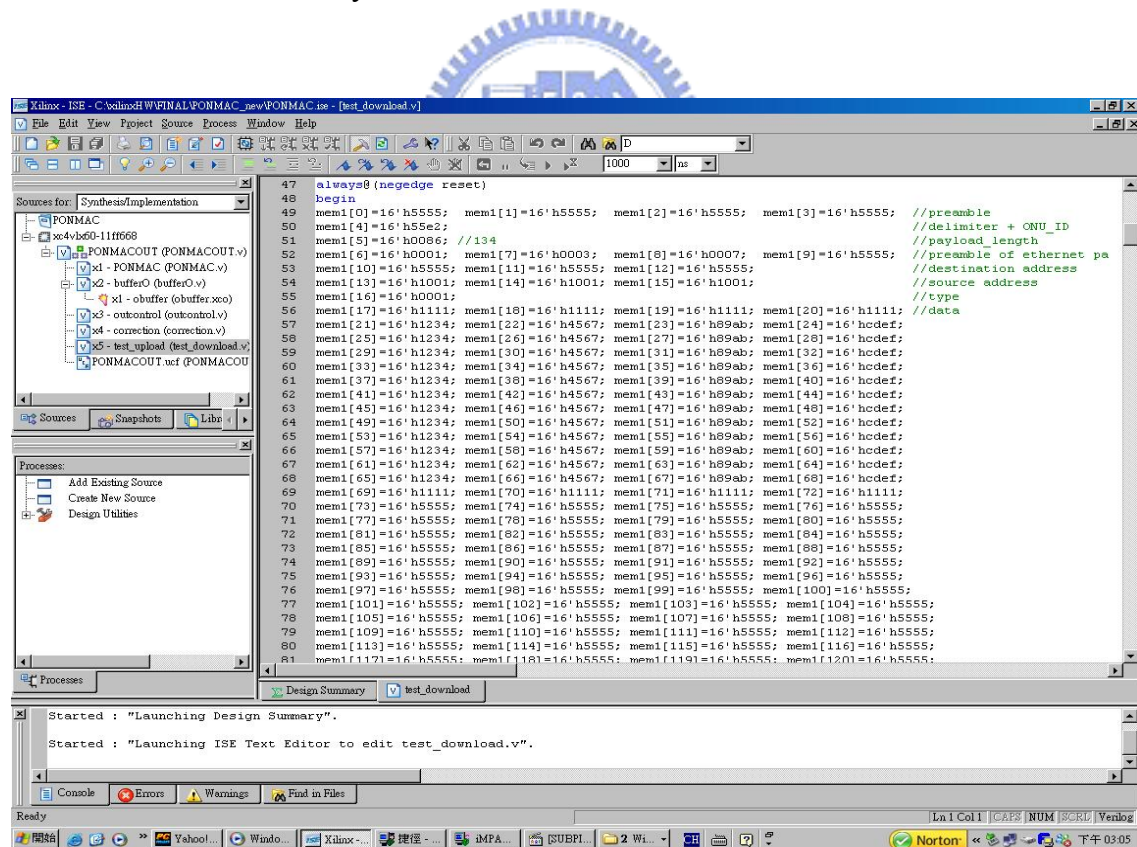 Xilinx - ISE - C:\xilinxHW\FINAL\PONMAC_new\PONMAC.ise - [test_download.v]
File Edit View Project Source Process Window Help
D
1000 ns
Sources for: Synthesis/Implementation
PONMAC
xc4vlx60-11ff668
PONMACOUT (PONMACOUT.v)
x1 - PONMAC (PONMAC.v)
x2 - bufferO (bufferO.v)
x1 - obuffer (obuffer.xco)
x3 - outcontrol (outcontrol.v)
x4 - correction (correction.v)
x5 - test_upload (test_download.v)
PONMACOUT.ucf (PONMACOU
Sources Snapshots Libr
Processes:
Add Existing Source
Create New Source
Design Utilities
Processes
47 always@(negedge reset)
48 begin
49 mem1[0]=16'h5555; mem1[1]=16'h5555; mem1[2]=16'h5555; mem1[3]=16'h5555; //preamble
50 mem1[4]=16'h55e2; //delimiter + ONU_ID
51 mem1[5]=16'h0086; //134 //payload_length
52 mem1[6]=16'h0001; mem1[7]=16'h0003; mem1[8]=16'h0007; mem1[9]=16'h5555; //preamble of ethernet pa
53 mem1[10]=16'h5555; mem1[11]=16'h5555; mem1[12]=16'h5555; //destination address
54 mem1[13]=16'h1001; mem1[14]=16'h1001; mem1[15]=16'h1001; //source address
55 mem1[16]=16'h0001; //type
56 mem1[17]=16'h1111; mem1[18]=16'h1111; mem1[19]=16'h1111; mem1[20]=16'h1111; //data
57 mem1[21]=16'h1234; mem1[22]=16'h4567; mem1[23]=16'h89ab; mem1[24]=16'hcdef;
58 mem1[25]=16'h1234; mem1[26]=16'h4567; mem1[27]=16'h89ab; mem1[28]=16'hcdef;
59 mem1[29]=16'h1234; mem1[30]=16'h4567; mem1[31]=16'h89ab; mem1[32]=16'hcdef;
60 mem1[33]=16'h1234; mem1[34]=16'h4567; mem1[35]=16'h89ab; mem1[36]=16'hcdef;
61 mem1[37]=16'h1234; mem1[38]=16'h4567; mem1[39]=16'h89ab; mem1[40]=16'hcdef;
62 mem1[41]=16'h1234; mem1[42]=16'h4567; mem1[43]=16'h89ab; mem1[44]=16'hcdef;
63 mem1[45]=16'h1234; mem1[46]=16'h4567; mem1[47]=16'h89ab; mem1[48]=16'hcdef;
64 mem1[49]=16'h1234; mem1[50]=16'h4567; mem1[51]=16'h89ab; mem1[52]=16'hcdef;
65 mem1[53]=16'h1234; mem1[54]=16'h4567; mem1[55]=16'h89ab; mem1[56]=16'hcdef;
66 mem1[57]=16'h1234; mem1[58]=16'h4567; mem1[59]=16'h89ab; mem1[60]=16'hcdef;
67 mem1[61]=16'h1234; mem1[62]=16'h4567; mem1[63]=16'h89ab; mem1[64]=16'hcdef;
68 mem1[65]=16'h1234; mem1[66]=16'h4567; mem1[67]=16'h89ab; mem1[68]=16'hcdef;
69 mem1[69]=16'h1111; mem1[70]=16'h1111; mem1[71]=16'h1111; mem1[72]=16'h1111;
70 mem1[73]=16'h5555; mem1[74]=16'h5555; mem1[75]=16'h5555; mem1[76]=16'h5555;
71 mem1[77]=16'h5555; mem1[78]=16'h5555; mem1[79]=16'h5555; mem1[80]=16'h5555;
72 mem1[81]=16'h5555; mem1[82]=16'h5555; mem1[83]=16'h5555; mem1[84]=16'h5555;
73 mem1[85]=16'h5555; mem1[86]=16'h5555; mem1[87]=16'h5555; mem1[88]=16'h5555;
74 mem1[89]=16'h5555; mem1[90]=16'h5555; mem1[91]=16'h5555; mem1[92]=16'h5555;
75 mem1[93]=16'h5555; mem1[94]=16'h5555; mem1[95]=16'h5555; mem1[96]=16'h5555;
76 mem1[97]=16'h5555; mem1[98]=16'h5555; mem1[99]=16'h5555; mem1[100]=16'h5555;
77 mem1[101]=16'h5555; mem1[102]=16'h5555; mem1[103]=16'h5555; mem1[104]=16'h5555;
78 mem1[105]=16'h5555; mem1[106]=16'h5555; mem1[107]=16'h5555; mem1[108]=16'h5555;
79 mem1[109]=16'h5555; mem1[110]=16'h5555; mem1[111]=16'h5555; mem1[112]=16'h5555;
80 mem1[113]=16'h5555; mem1[114]=16'h5555; mem1[115]=16'h5555; mem1[116]=16'h5555;
81 mem1[117]=16'h5555; mem1[118]=16'h5555; mem1[119]=16'h5555; mem1[120]=16'h5555;
Design Summary test_download
Started : "Launching Design Summary".
Started : "Launching ISE Text Editor to edit test_download.v".
Console Errors Warnings Find in Files
Ready Ln 1 Col 1 CAPS NUM SCRL Verilog
開始 Yahoo!... Windo... Xilinx -... 捷徑 - ... iMPA... [SUBPI... 2 Wi... CH Norton 下午 03:05